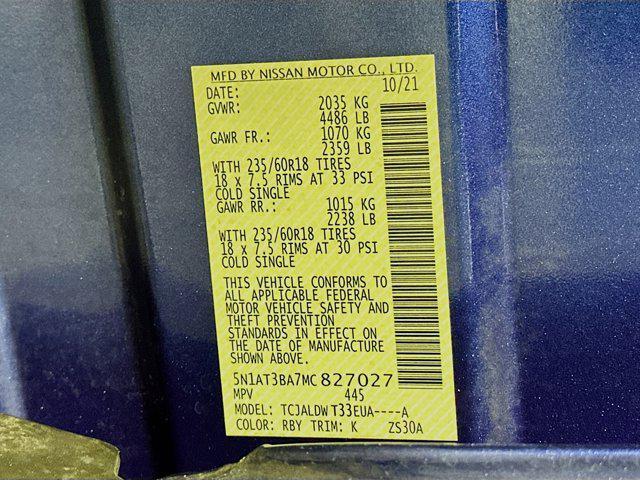 MFD BY NISSAN MOTOR CO., LTD.
DATE: 10/21
GVWR: 2035 KG
4486 LB
GAWR FR.: 1070 KG
2359 LB
WITH 235/60R18 TIRES
18 x 7.5 RIMS AT 33 PSI
COLD SINGLE
GAWR RR.: 1015 KG
2238 LB
WITH 235/60R18 TIRES
18 x 7.5 RIMS AT 30 PSI
COLD SINGLE
THIS VEHICLE CONFORMS TO
ALL APPLICABLE FEDERAL
MOTOR VEHICLE SAFETY AND
THEFT PREVENTION
STANDARDS IN EFFECT ON
THE DATE OF MANUFACTURE
SHOWN ABOVE.
5N1AT3BA7MC 827027
MPV 445
MODEL: TCJALDW T33EUA----A
COLOR: RBY TRIM: K ZS30A